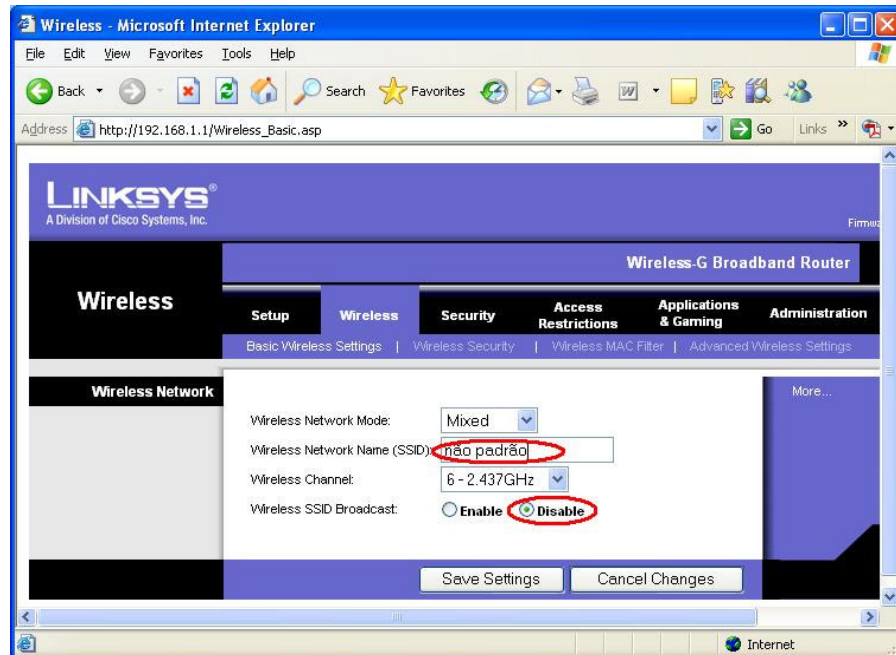 Wireless - Microsoft Internet Explorer
File Edit View Favorites Tools Help
Back Search Favorites
Address http://192.168.1.1/Wireless_Basic.asp Go Links »
LINKSYS®
A Division of Cisco Systems, Inc.
Firmwa
Wireless-G Broadband Router
Wireless
Setup Wireless Security Access Restrictions Applications & Gaming Administration
Basic Wireless Settings | Wireless Security | Wireless MAC Filter | Advanced Wireless Settings
Wireless Network
More...
Wireless Network Mode: Mixed
Wireless Network Name (SSID): não padrão
Wireless Channel: 6 - 2.437GHz
Wireless SSID Broadcast: Enable Disable
Save Settings Cancel Changes
Internet